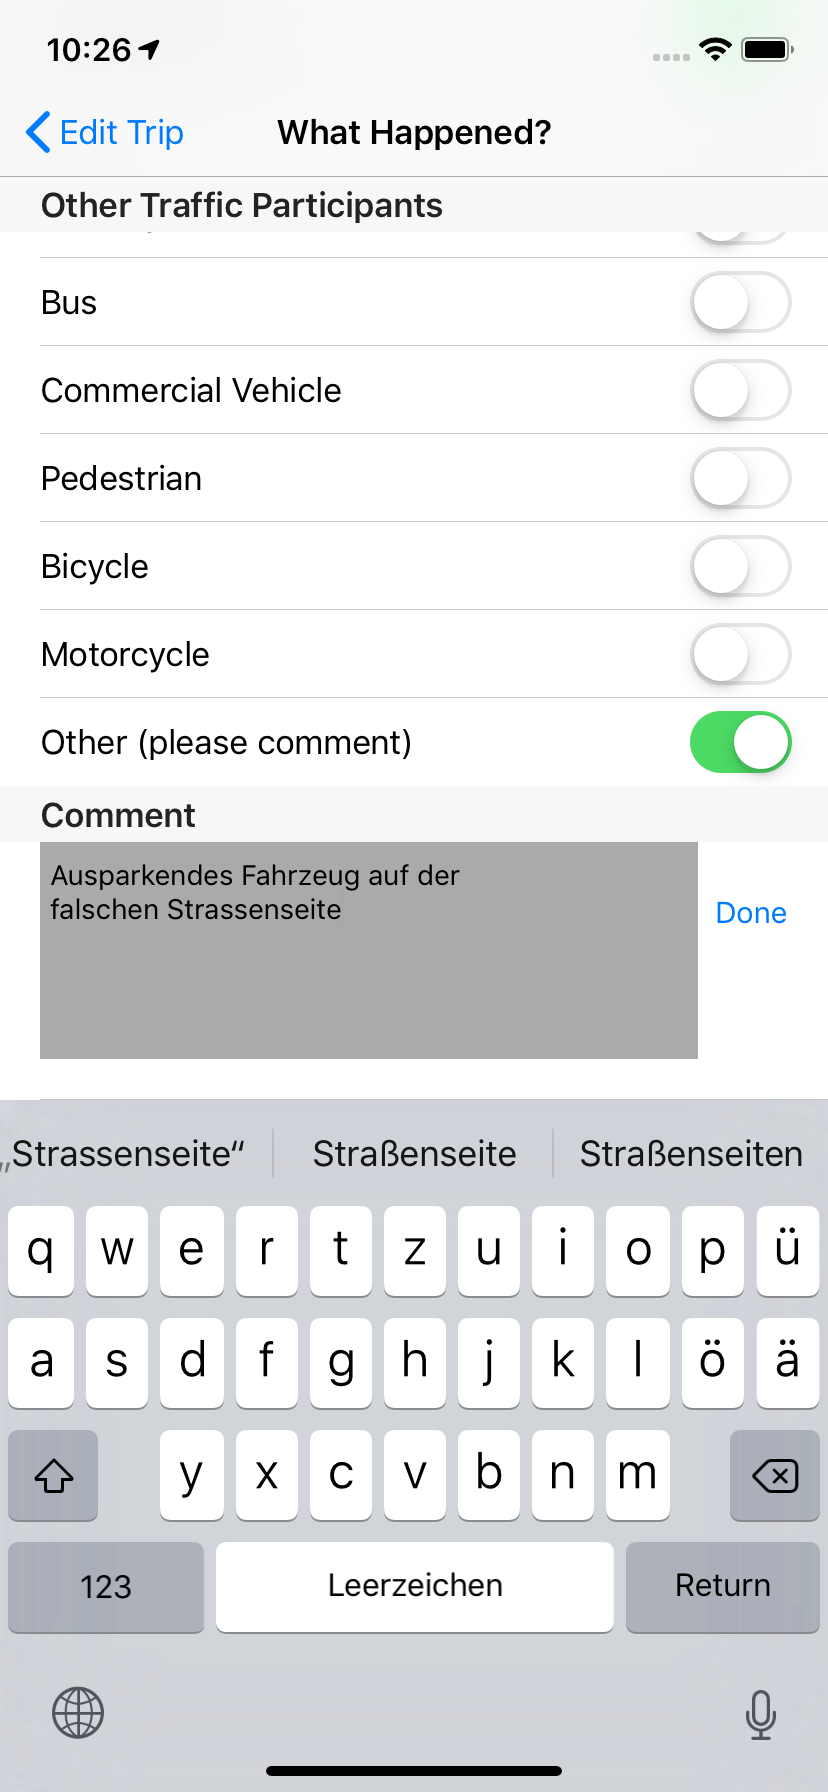 10:26
Edit Trip
What Happened?
Other Traffic Participants
Bus
Commercial Vehicle
Pedestrian
Bicycle
Motorcycle
Other (please comment)
Comment
Ausparkendes Fahrzeug auf der
falschen Strassenseite
Done
„Strassenseite“ Straßenseite Straßenseiten
q w e r t z u i o p ü
a s d f g h j k l ö ä
y x c v b n m
123 Leerzeichen Return